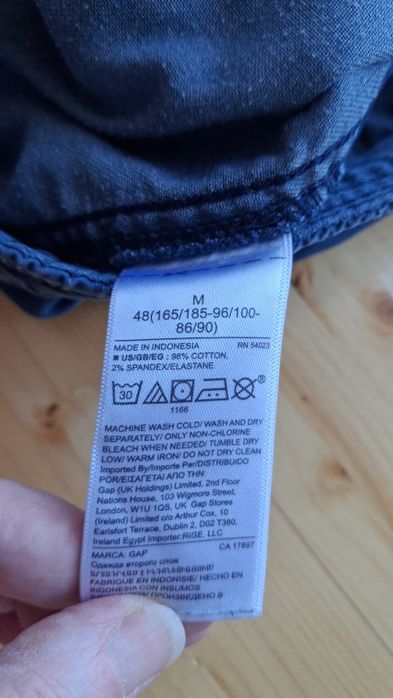 M
48(165/185-96/100-
86/90)
MADE IN INDONESIA RN 54023
US/GB/EG : 98% COTTON,
2% SPANDEX/ELASTANE
30
1166
MACHINE WASH COLD/ WASH AND DRY
SEPARATELY/ ONLY NON-CHLORINE
BLEACH WHEN NEEDED/ TUMBLE DRY
LOW/ WARM IRON/ DO NOT DRY CLEAN
Imported By/Importe Par/DISTRIBUIDO
POR/ΕΙΣΑΓΕΤΑΙ ΑΠΟ ΤΗΝ:
Gap (UK Holdings) Limited, 2nd Floor
Nations House, 103 Wigmore Street,
London, W1U 1QS, UK Gap Outlet
(Ireland) Limited c/o Arthur Cox, 10
Earlsfort Terrace, Dublin 2, D02 T380,
Ireland Egypt Importer:RIGE, LLC
CA 17897
MARCA: GAP
Одежда второго слоя
FABRIQUE EN INDONISIE/ HECHO EN
INDONESIA CON INSUMOS